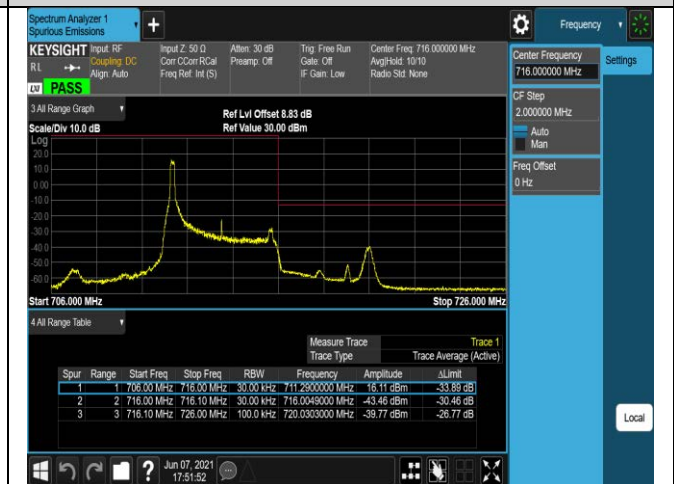 Spectrum Analyzer 1
Spurious Emissions
+
Frequency
KEYSIGHT Input: RF Input Z: 50 Ω Atten: 30 dB Trig: Free Run Center Freq: 716.000000 MHz
RL Coupling: DC Corr CCorr RCal Preamp: Off Gate: Off Avg|Hold: 10/10
Align: Auto Freq Ref: Int (S) IF Gain: Low Radio Std: None
LXI PASS
Center Frequency
716.000000 MHz
Settings
CF Step
2.000000 MHz
Auto
Man
Freq Offset
0 Hz
3 All Range Graph
Ref Lvl Offset 8.83 dB
Scale/Div 10.0 dB Ref Value 30.00 dBm
Log
20.0
10.0
0.00
-10.0
-20.0
-30.0
-40.0
-50.0
-60.0
Start 706.000 MHz Stop 726.000 MHz
4 All Range Table
Measure Trace Trace 1
Trace Type Trace Average (Active)
Spur Range Start Freq Stop Freq RBW Frequency Amplitude ΔLimit
1 1 706.00 MHz 716.00 MHz 30.00 kHz 711.2900000 MHz 16.11 dBm -33.89 dB
2 2 716.00 MHz 716.10 MHz 30.00 kHz 716.0049000 MHz -43.46 dBm -30.46 dB
3 3 716.10 MHz 726.00 MHz 100.0 kHz 720.0303000 MHz -39.77 dBm -26.77 dB
Local
? Jun 07, 2021
17:51:52